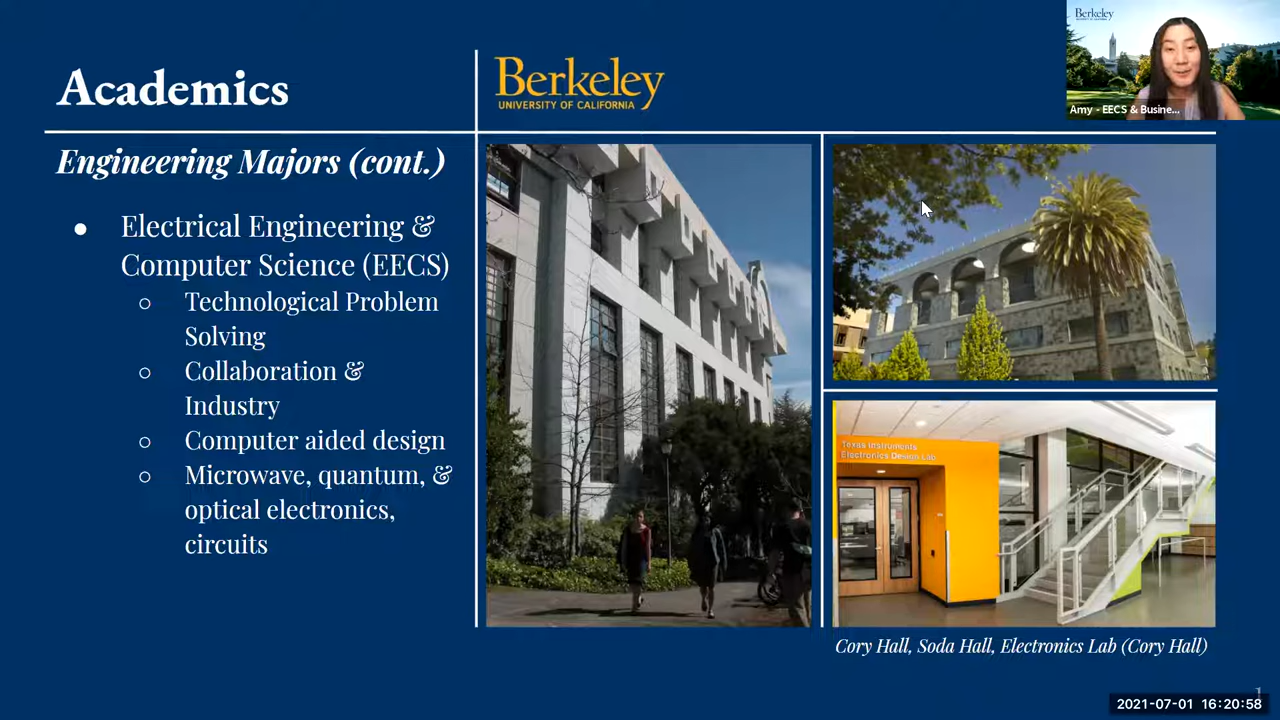 Academics
Berkeley
UNIVERSITY OF CALIFORNIA
Berkeley
Amy - EECS & Busine...
Engineering Majors (cont.)
● Electrical Engineering &
Computer Science (EECS)
○ Technological Problem
Solving
○ Collaboration &
Industry
○ Computer aided design
○ Microwave, quantum, &
optical electronics,
circuits
Texas Instruments
Electronics Design Lab
Cory Hall, Soda Hall, Electronics Lab (Cory Hall)
2021-07-01 16:20:58